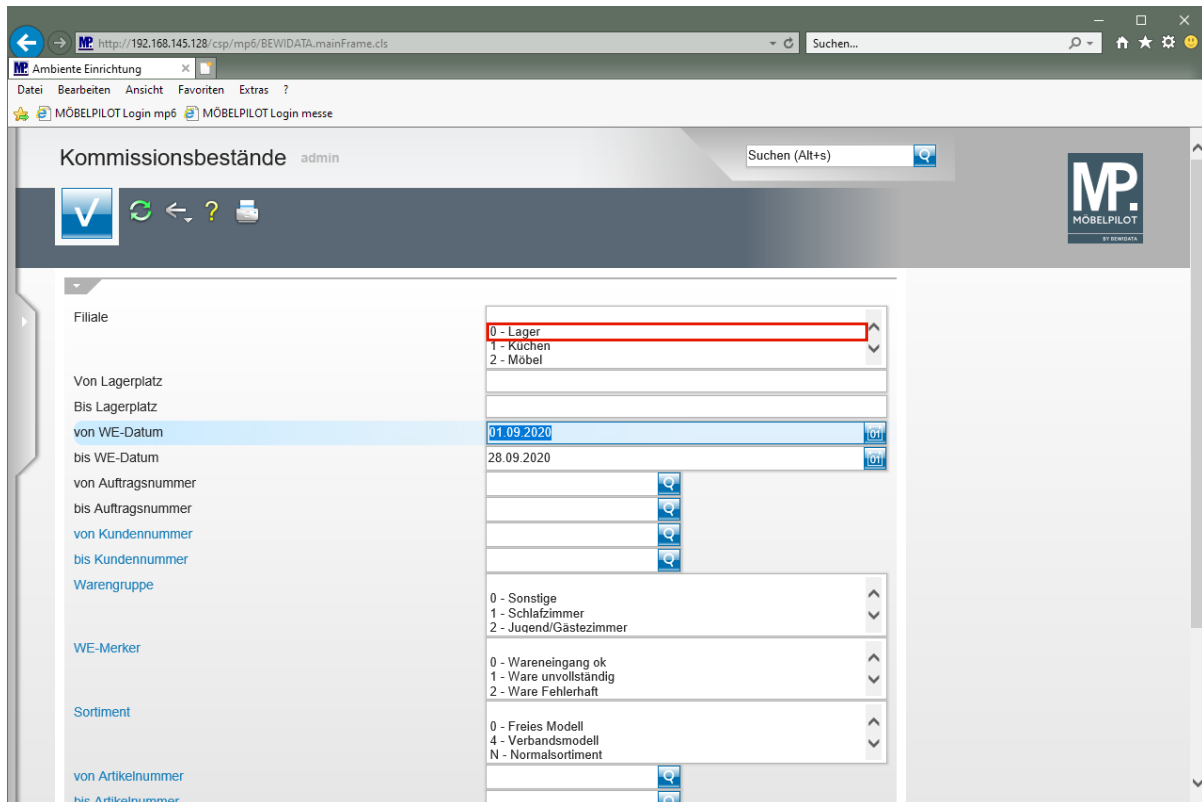 http://192.168.145.128/csp/mp6/BEWIDATA.mainFrame.cls
Suchen...
MP. Ambiente Einrichtung
Datei Bearbeiten Ansicht Favoriten Extras ?
MÖBELPILOT Login mp6 MÖBELPILOT Login messe
Kommissionsbestände admin
Suchen (Alt+s)
MP.
MÖBELPILOT
BY BEWIDATA
Filiale
0 - Lager
1 - Küchen
2 - Möbel
Von Lagerplatz
Bis Lagerplatz
von WE-Datum 01.09.2020
bis WE-Datum 28.09.2020
von Auftragsnummer
bis Auftragsnummer
von Kundennummer
bis Kundennummer
Warengruppe
0 - Sonstige
1 - Schlafzimmer
2 - Jugend/Gästezimmer
WE-Merker
0 - Wareneingang ok
1 - Ware unvollständig
2 - Ware Fehlerhaft
Sortiment
0 - Freies Modell
4 - Verbandsmodell
N - Normalsortiment
von Artikelnummer
bis Artikelnummer